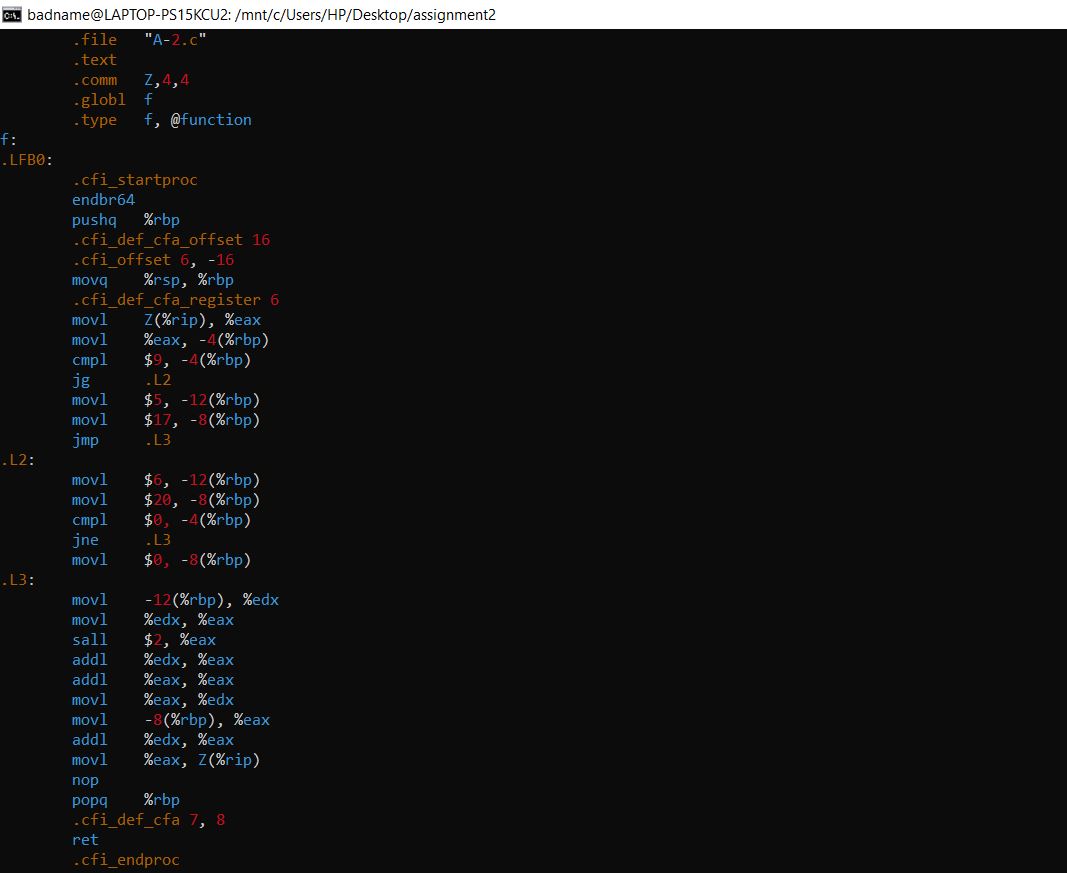 badname@LAPTOP-PS15KCU2: /mnt/c/Users/HP/Desktop/assignment2
.file "A-2.c"
.text
.comm Z,4,4
.globl f
.type f, @function
f:
.LFB0:
.cfi_startproc
endbr64
pushq %rbp
.cfi_def_cfa_offset 16
.cfi_offset 6, -16
movq %rsp, %rbp
.cfi_def_cfa_register 6
movl Z(%rip), %eax
movl %eax, -4(%rbp)
cmpl $9, -4(%rbp)
jg .L2
movl $5, -12(%rbp)
movl $17, -8(%rbp)
jmp .L3
.L2:
movl $6, -12(%rbp)
movl $20, -8(%rbp)
cmpl $0, -4(%rbp)
jne .L3
movl $0, -8(%rbp)
.L3:
movl -12(%rbp), %edx
movl %edx, %eax
sall $2, %eax
addl %edx, %eax
addl %eax, %eax
movl %eax, %edx
movl -8(%rbp), %eax
addl %edx, %eax
movl %eax, Z(%rip)
nop
popq %rbp
.cfi_def_cfa 7, 8
ret
.cfi_endproc